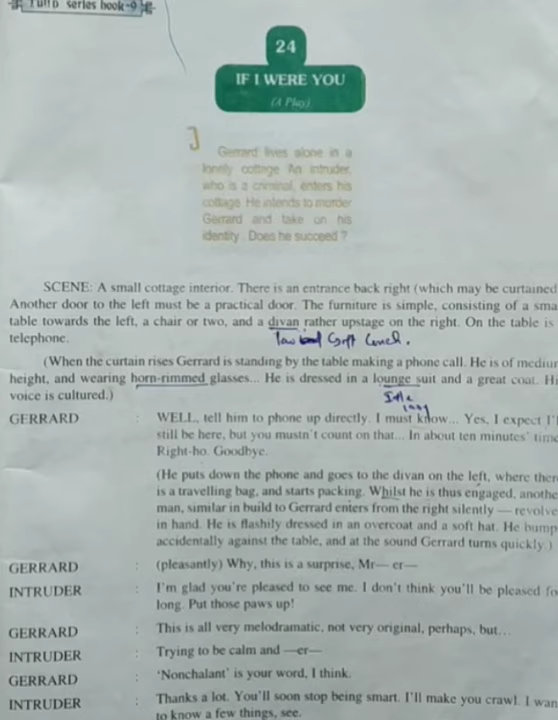 series book-9
24
IF I WERE YOU
(A Play)
Gerrard lives alone in a
lonely cottage. An intruder,
who is a criminal, enters his
cottage. He intends to murder
Gerrard and take on his
identity. Does he succeed ?
SCENE: A small cottage interior. There is an entrance back right (which may be curtained
Another door to the left must be a practical door. The furniture is simple, consisting of a sma
table towards the left, a chair or two, and a divan rather upstage on the right. On the table is
telephone.
Soft Couch.
(When the curtain rises Gerrard is standing by the table making a phone call. He is of medium
height, and wearing horn-rimmed glasses... He is dressed in a lounge suit and a great coat. Hi
voice is cultured.)
GERRARD : WELL, tell him to phone up directly. I must know... Yes, I expect I'l
still be here, but you mustn't count on that... In about ten minutes' time
Right-ho. Goodbye.
(He puts down the phone and goes to the divan on the left, where ther
is a travelling bag, and starts packing. Whilst he is thus engaged, anothe
man, similar in build to Gerrard enters from the right silently — revolve
in hand. He is flashily dressed in an overcoat and a soft hat. He bump
accidentally against the table, and at the sound Gerrard turns quickly.)
GERRARD : (pleasantly) Why, this is a surprise, Mr— er—
INTRUDER : I'm glad you're pleased to see me. I don't think you'll be pleased fo
long. Put those paws up!
GERRARD : This is all very melodramatic, not very original, perhaps, but...
INTRUDER : Trying to be calm and —er—
GERRARD : 'Nonchalant' is your word, I think.
INTRUDER : Thanks a lot. You'll soon stop being smart. I'll make you crawl. I wan
to know a few things, see.